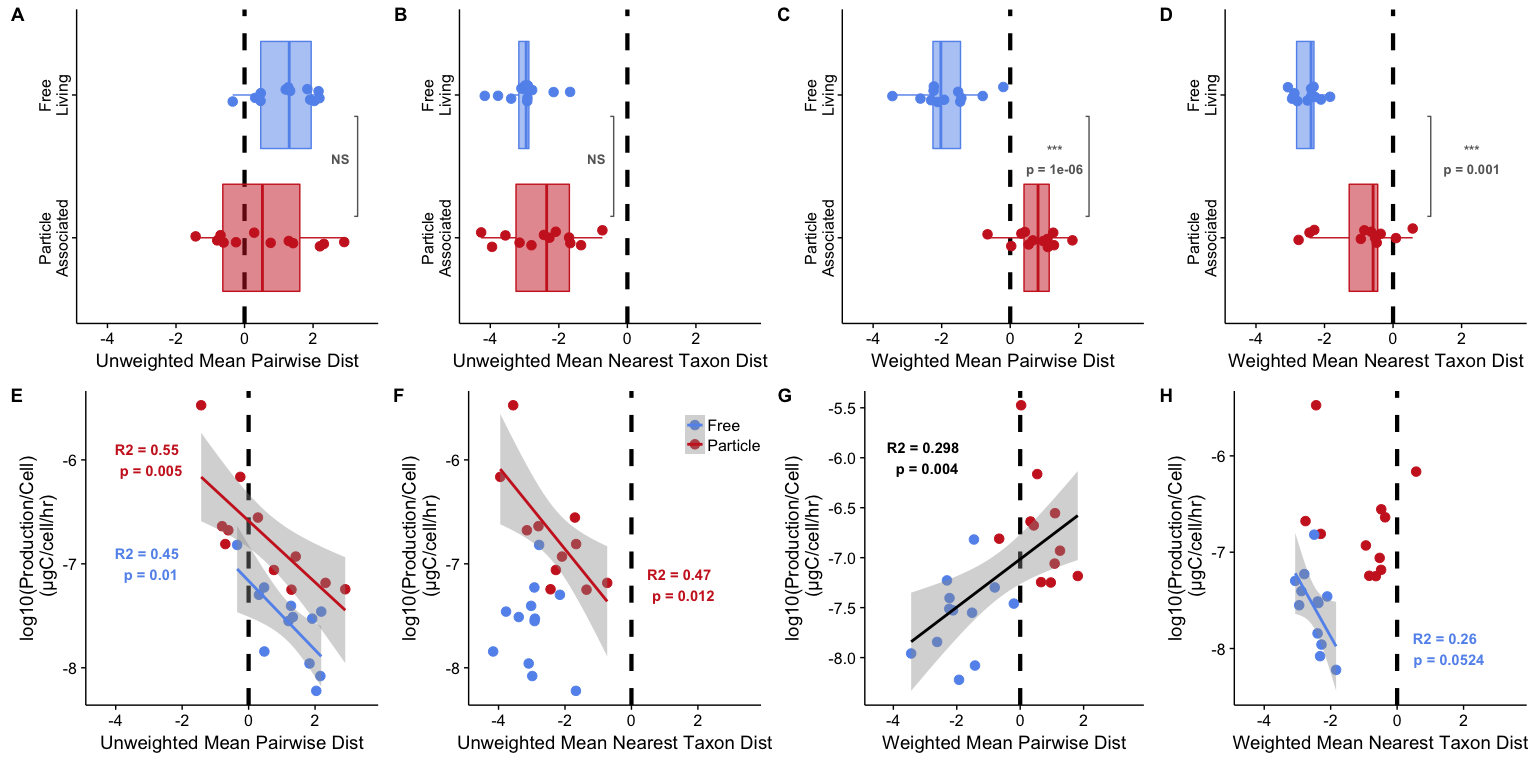 A
Free
Living
Particle
Associated
NS
-4
-2
0
2
Unweighted Mean Pairwise Dist
B
Free
Living
Particle
Associated
NS
-4
-2
0
2
Unweighted Mean Nearest Taxon Dist
C
Free
Living
Particle
Associated
***
p = 1e-06
-4
-2
0
2
Weighted Mean Pairwise Dist
D
Free
Living
Particle
Associated
***
p = 0.001
-4
-2
0
2
Weighted Mean Nearest Taxon Dist
E
log10(Production/Cell)
(μgC/cell/hr)
-6
-7
-8
R2 = 0.55
p = 0.005
R2 = 0.45
p = 0.01
-4
-2
0
2
Unweighted Mean Pairwise Dist
F
log10(Production/Cell)
(μgC/cell/hr)
-6
-7
-8
Free
Particle
R2 = 0.47
p = 0.012
-4
-2
0
2
Unweighted Mean Nearest Taxon Dist
G
log10(Production/Cell)
(μgC/cell/hr)
-5.5
-6.0
-6.5
-7.0
-7.5
-8.0
R2 = 0.298
p = 0.004
-4
-2
0
2
Weighted Mean Pairwise Dist
H
log10(Production/Cell)
(μgC/cell/hr)
-6
-7
-8
R2 = 0.26
p = 0.0524
-4
-2
0
2
Weighted Mean Nearest Taxon Dist